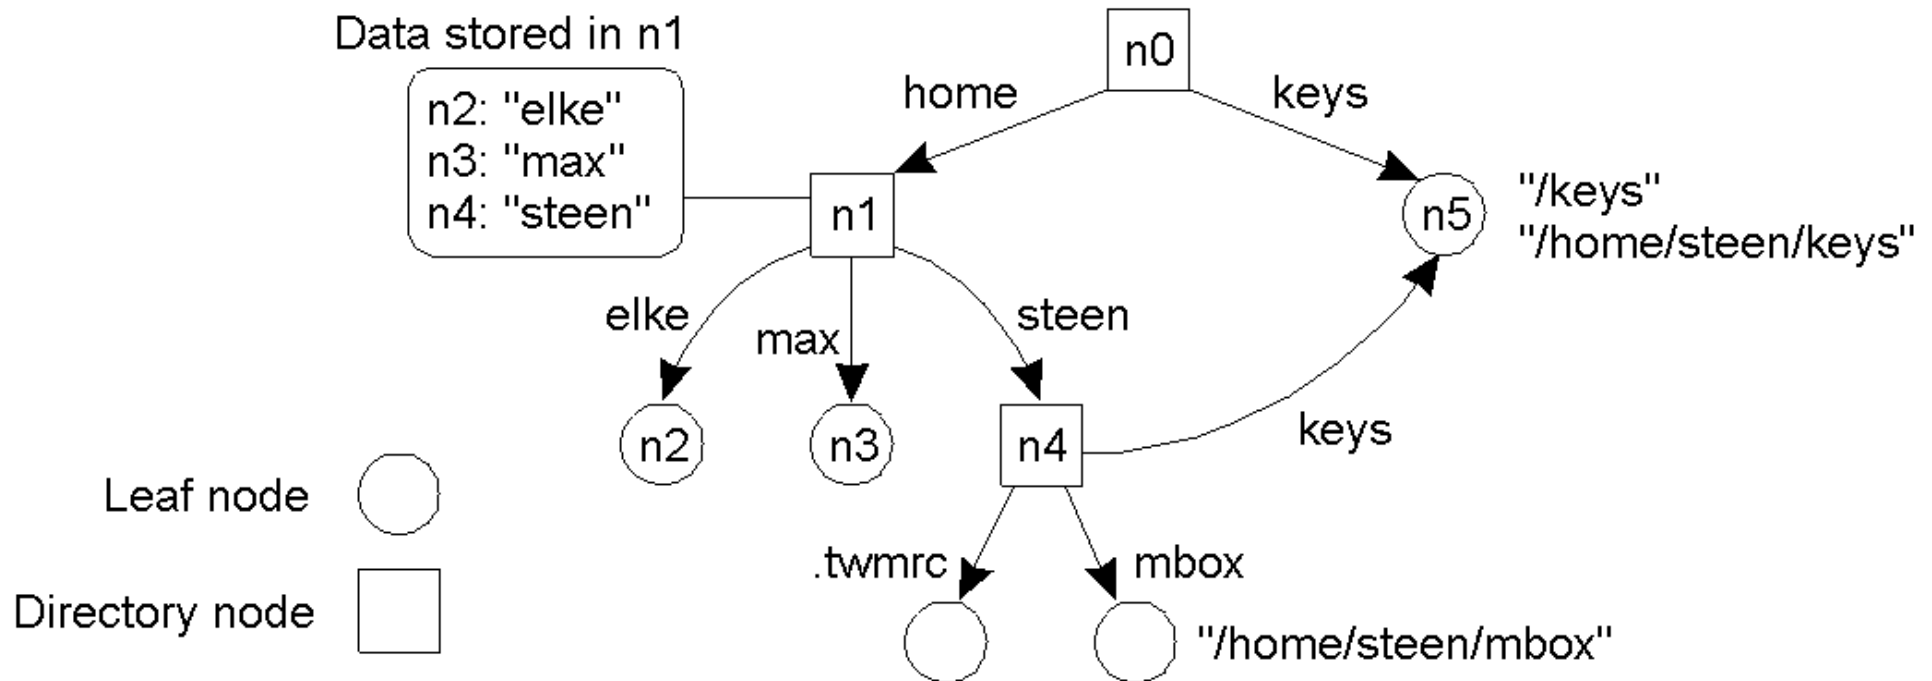 Data stored in n1
n0
n2: "elke"
n3: "max"
n4: "steen"
home
keys
n1
n5
"/keys"
"/home/steen/keys"
elke
max
steen
n2
n3
n4
keys
Leaf node
.twmrc
mbox
Directory node
"/home/steen/mbox"